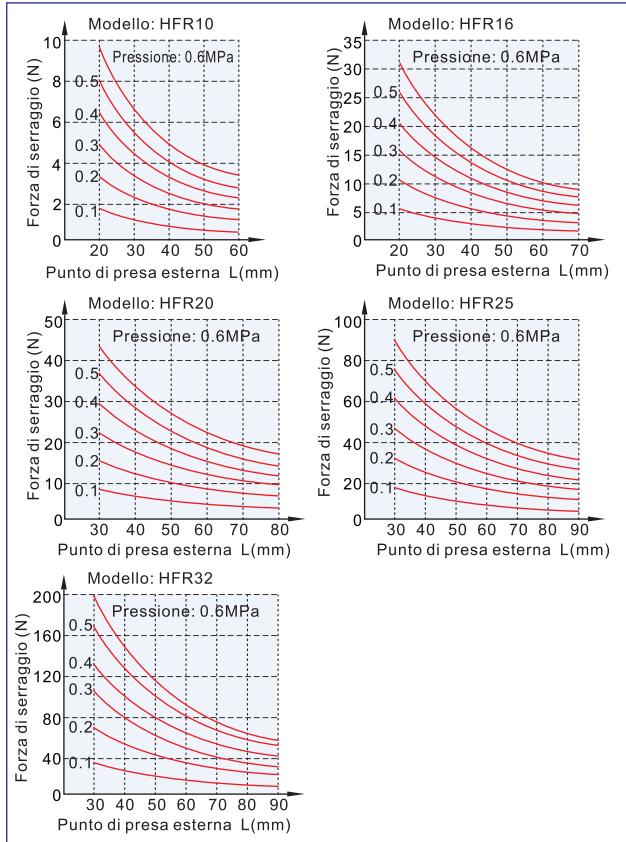 Modello: HFR10
Forza di serraggio (N)
Pressione: 0.6MPa
10
8
6
4
2
0
0.5
0.4
0.3
0.2
0.1
20 30 40 50 60
Punto di presa esterna L(mm)
Modello: HFR16
Forza di serraggio (N)
Pressione: 0.6MPa
35
30
25
20
15
10
5
0
0.5
0.4
0.3
0.2
0.1
20 30 40 50 60 70
Punto di presa esterna L(mm)
Modello: HFR20
Forza di serraggio (N)
Pressione: 0.6MPa
50
40
30
20
10
0
0.5
0.4
0.3
0.2
0.1
30 40 50 60 70 80
Punto di presa esterna L(mm)
Modello: HFR25
Forza di serraggio (N)
Pressione: 0.6MPa
100
80
60
40
20
0
0.5
0.4
0.3
0.2
0.1
30 40 50 60 70 80 90
Punto di presa esterna L(mm)
Modello: HFR32
Forza di serraggio (N)
Pressione: 0.6MPa
200
160
120
80
40
0
0.5
0.4
0.3
0.2
0.1
30 40 50 60 70 80 90
Punto di presa esterna L(mm)